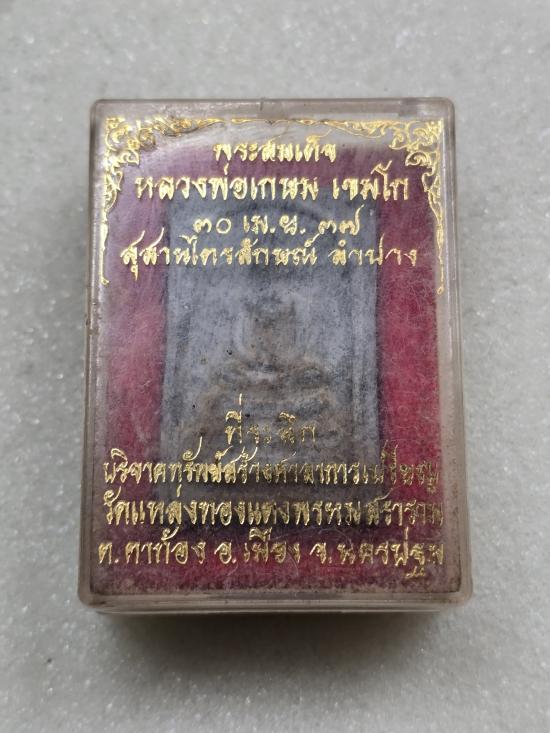 พระสมเด็จ
หลวงพ่อเกษม เขมโก
๓๐ เม.ย. ๓๗
สุสานไตรลักษณ์ ลำปาง
ที่ระลึก
บริจาคทรัพย์สร้างศาลาการเปรียญ
วัดแหลงทองแดงพรหมสราราม
ต.ตาก้อง อ.เมือง จ.นครปฐม